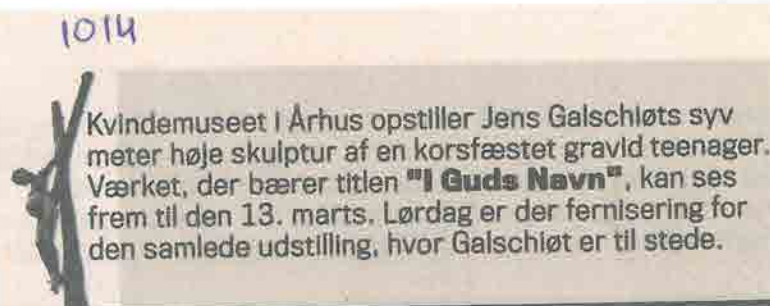 1014
Kvindemuseet i Århus opstiller Jens Galschiøts syv
meter høje skulptur af en korsfæstet gravid teenager.
Værket, der bærer titlen "I Guds Navn", kan ses
frem til den 13. marts. Lørdag er der fernisering for
den samlede udstilling, hvor Galschiøt er til stede.